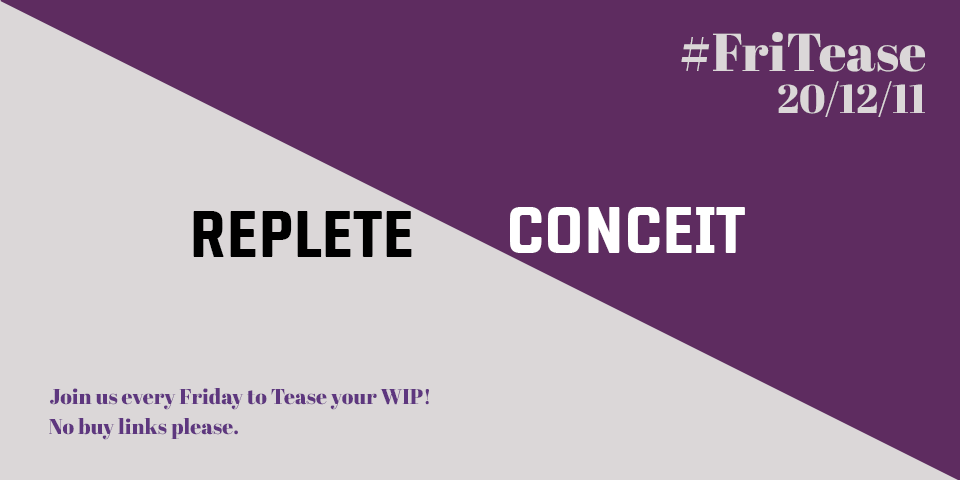 #FriTease
20/12/11
REPLETE
CONCEIT
Join us every Friday to Tease your WIP!
No buy links please.